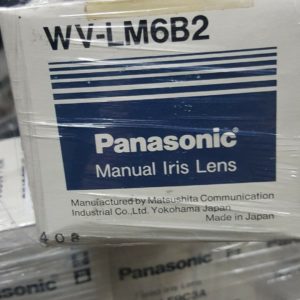 WV-LM6B2
Panasonic®
Manual Iris Lens
Manufactured by Matsushita Communication
Industrial Co., Ltd. Yokohama Japan
Made in Japan
408
Panasonic
Panasonic